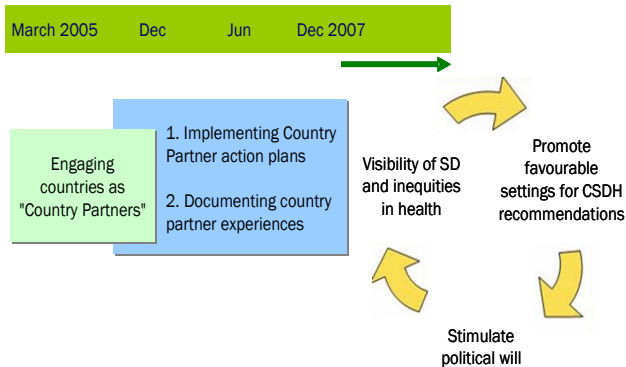 March 2005 Dec Jun Dec 2007
Engaging
countries as
"Country Partners"
1. Implementing Country
Partner action plans
2. Documenting country
partner experiences
Visibility of SD
and inequities
in health
Promote
favourable
settings for CSDH
recommendations
Stimulate
political will